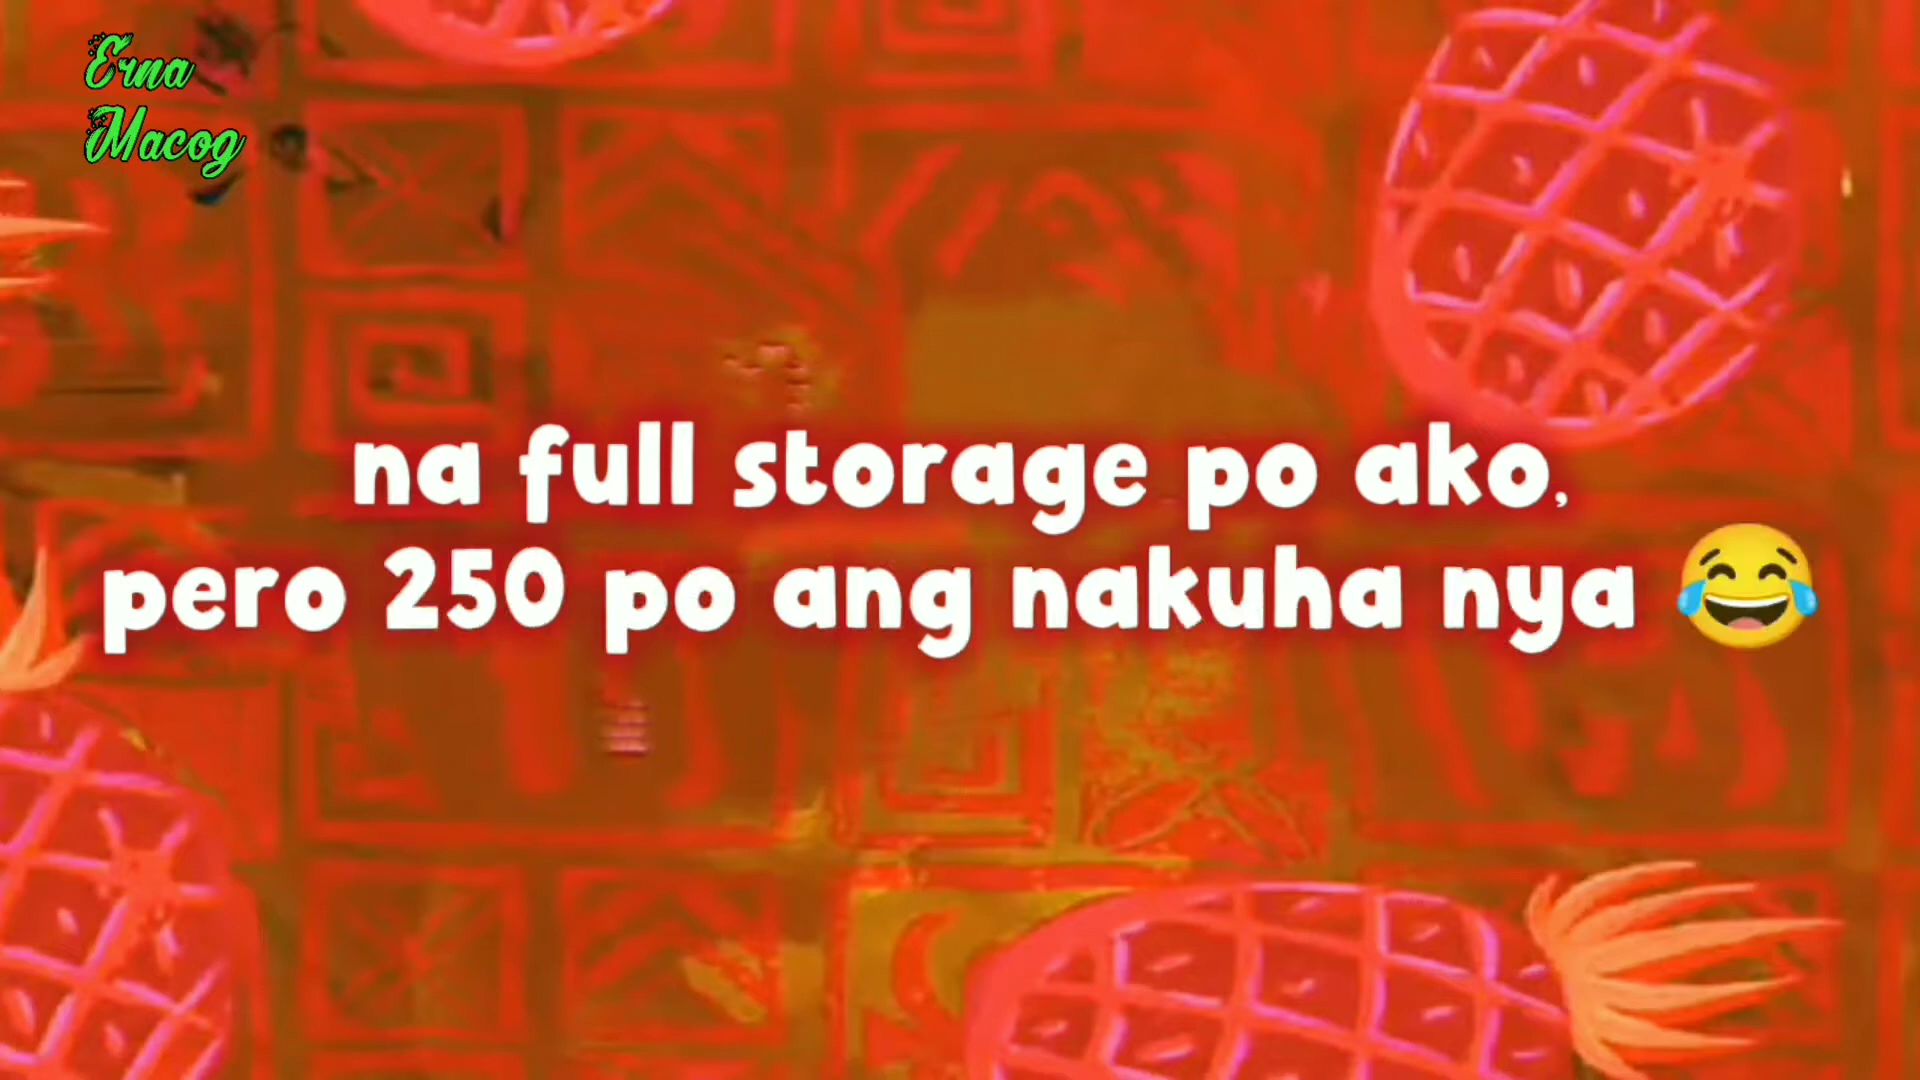 Erna
Macog
na full storage po ako,
pero 250 po ang nakuha nya 😂